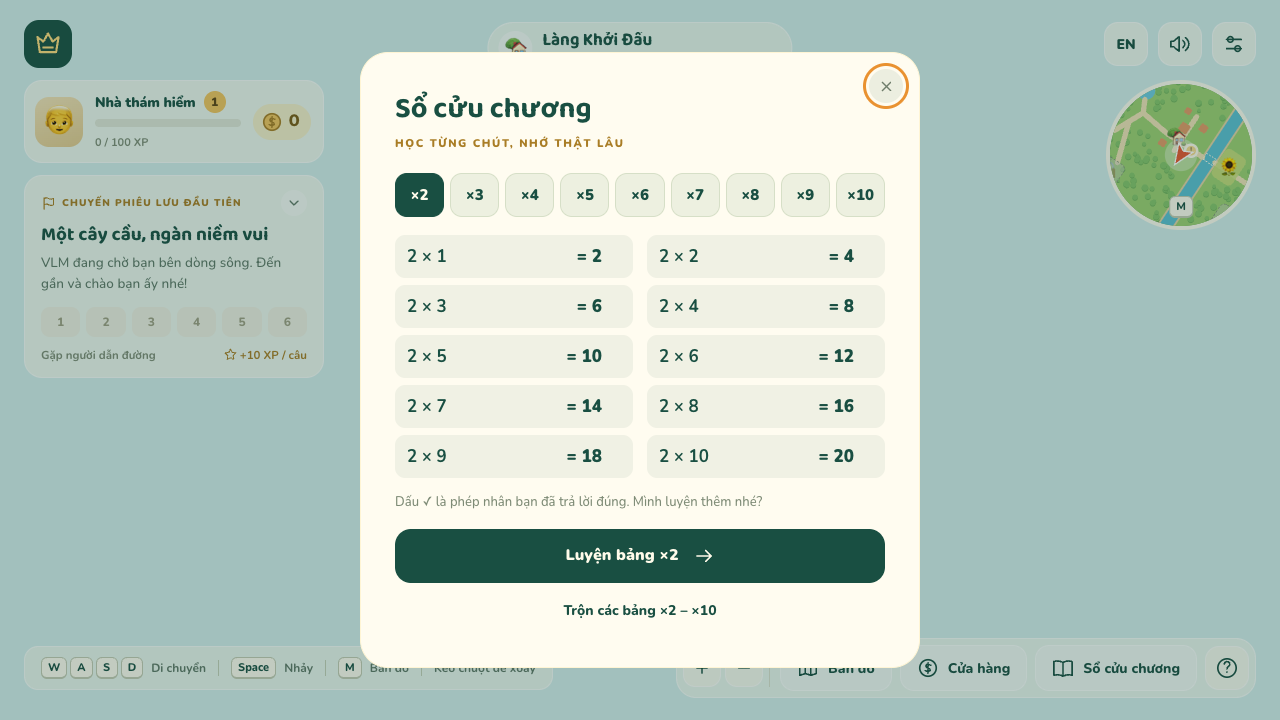 Làng Khởi Đầu
EN
Nhà thám hiểm 1
0 / 100 XP
0
CHUYẾN PHIÊU LƯU ĐẦU TIÊN
Một cây cầu, ngàn niềm vui
VLM đang chờ bạn bên dòng sông. Đến
gần và chào bạn ấy nhé!
1 2 3 4 5 6
Gặp người dẫn đường
+10 XP / câu
Sổ cửu chương
HỌC TỪNG CHÚT, NHỚ THẬT LÂU
×2 ×3 ×4 ×5 ×6 ×7 ×8 ×9 ×10
2 × 1 = 2 2 × 2 = 4
2 × 3 = 6 2 × 4 = 8
2 × 5 = 10 2 × 6 = 12
2 × 7 = 14 2 × 8 = 16
2 × 9 = 18 2 × 10 = 20
Dấu ✓ là phép nhân bạn đã trả lời đúng. Mình luyện thêm nhé?
Luyện bảng ×2 →
Trộn các bảng ×2 – ×10
M
W A S D Di chuyển Space Nhảy M Bản đồ Kéo chuột để xoay
Bản đồ Cửa hàng Sổ cửu chương ?